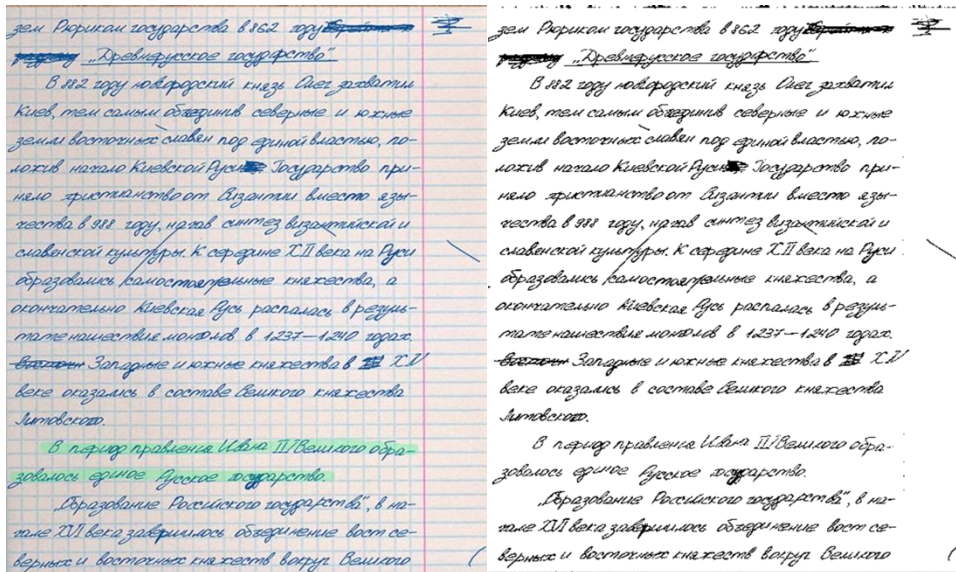 зем Рюриком государства в 862 году
„Древнерусское государство"
В 882 году новгородский князь Олег захватил
Киев, тем самым объединив северные и южные
земли восточных славян под единой властью, по-
ложив начало Киевской Руси. Государство при-
няло христианство от Византии вместо язы-
чества в 988 году, начав синтез византийской и
славянской культуры. К середине XII века на Руси
образовались самостоятельные княжества, а
окончательно Киевская Русь распалась в резуль-
тате нашествие монголов в 1237–1240 годах.
Западные и южные княжества в XIV
веке оказались в составе Великого княжества
Литовского.
В период правления Ивана III Великого обра-
зовалось единое Русское государство.
„Образование Российского государства", в на-
чале XVI века завершилось объединение вост се-
верных и восточных княжеств вокруг Великого
зем Рюриком государства в 862 году
„Древнерусское государство"
В 882 году новгородский князь Олег захватил
Киев, тем самым объединив северные и южные
земли восточных славян под единой властью, по-
ложив начало Киевской Руси. Государство при-
няло христианство от Византии вместо язы-
чества в 988 году, начав синтез византийской и
славянской культуры. К середине XII века на Руси
образовались самостоятельные княжества, а
окончательно Киевская Русь распалась в резуль-
тате нашествие монголов в 1237–1240 годах.
Западные и южные княжества в XIV
веке оказались в составе Великого княжества
Литовского.
В период правления Ивана III Великого обра-
зовалось единое Русское государство.
„Образование Российского государства", в на-
чале XVI века завершилось объединение вост се-
верных и восточных княжеств вокруг Великого